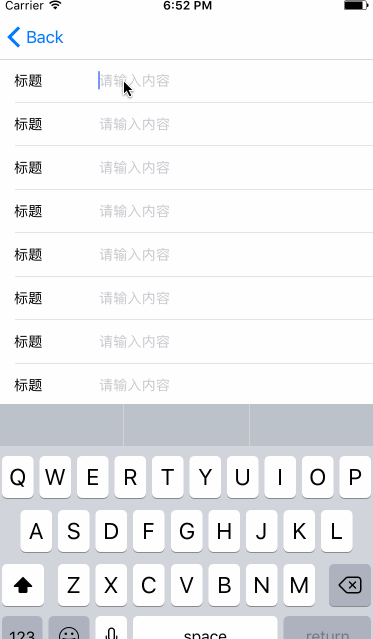 Carrier 6:52 PM
Back
标题 请输入内容
标题 请输入内容
标题 请输入内容
标题 请输入内容
标题 请输入内容
标题 请输入内容
标题 请输入内容
标题 请输入内容
Q W E R T Y U I O P
A S D F G H J K L
Z X C V B N M
123 space return